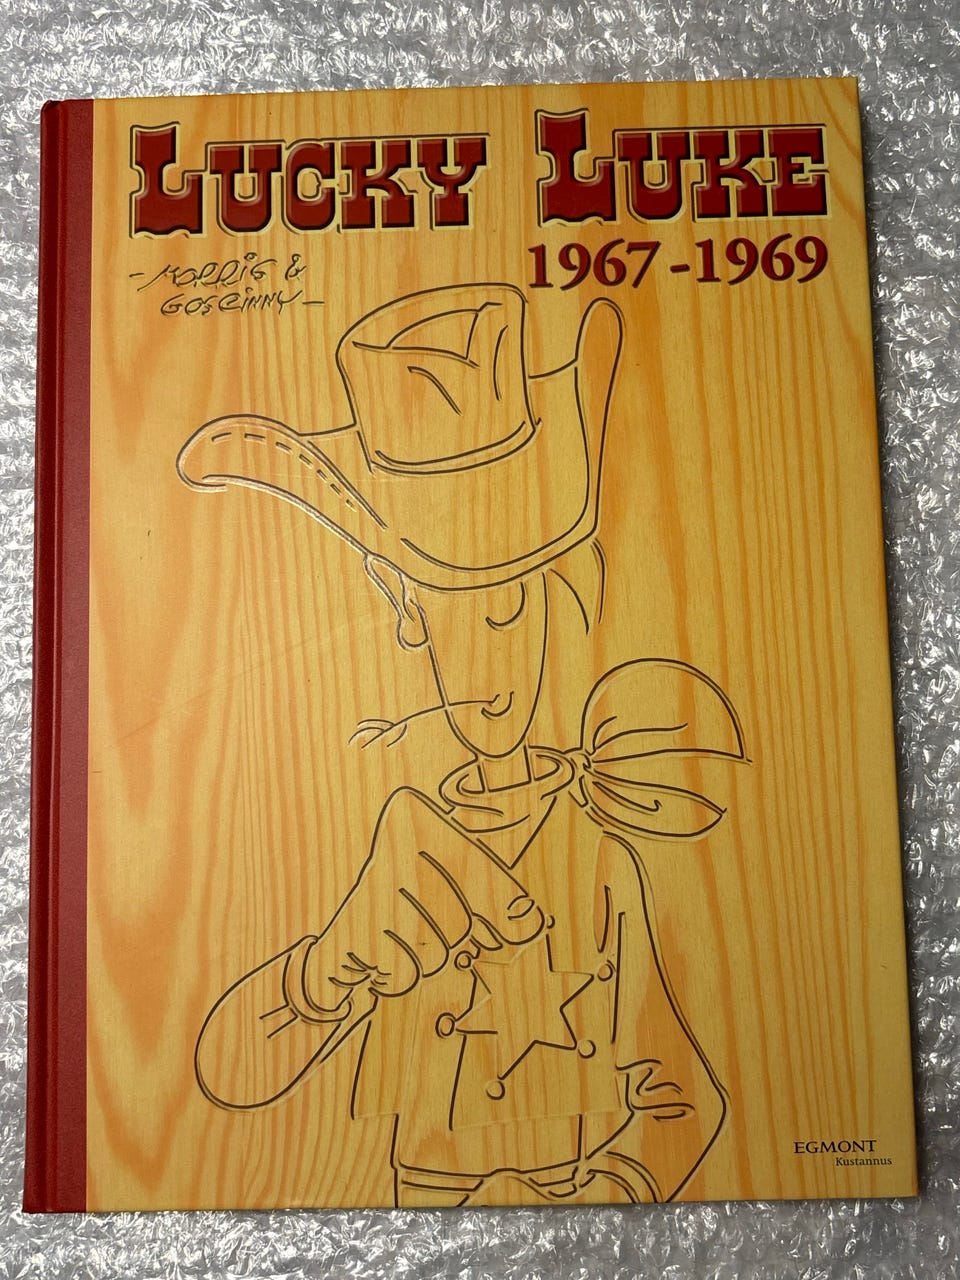 LUCKY LUKE
1967-1969
- MORRIS &
GOSCINNY -
EGMONT
Kustannus